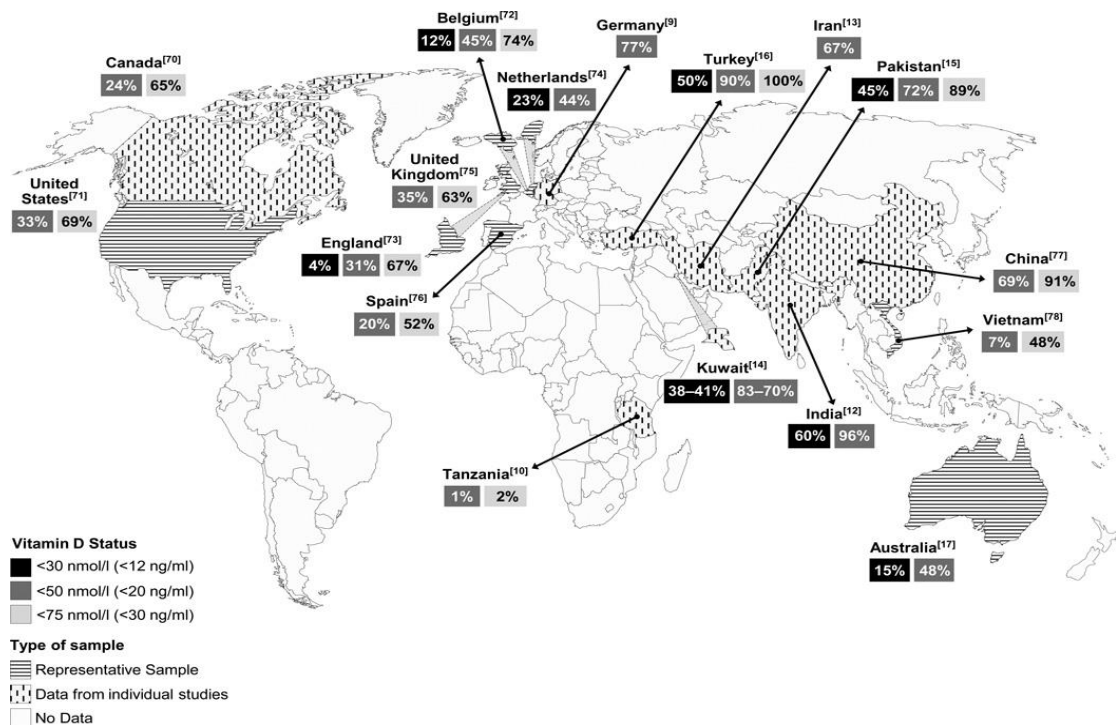 Belgium[72]
12% 45% 74%
Germany[9]
77%
Iran[13]
67%
Canada[70]
24% 65%
Netherlands[74]
23% 44%
Turkey[16]
50% 90% 100%
Pakistan[15]
45% 72% 89%
United
States[71]
33% 69%
United
Kingdom[75]
35% 63%
England[73]
4% 31% 67%
Spain[76]
20% 52%
China[77]
69% 91%
Vietnam[78]
7% 48%
Kuwait[14]
38–41% 83–70%
India[12]
60% 96%
Tanzania[10]
1% 2%
Australia[17]
15% 48%
Vitamin D Status
<30 nmol/l (<12 ng/ml)
<50 nmol/l (<20 ng/ml)
<75 nmol/l (<30 ng/ml)
Type of sample
Representative Sample
Data from individual studies
No Data